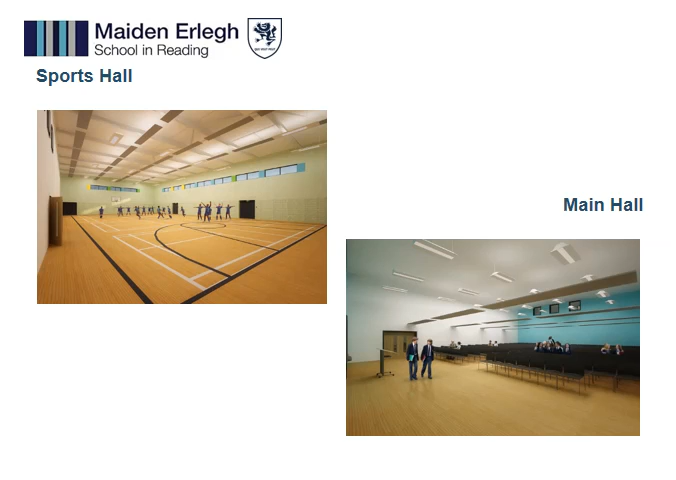 Maiden Erlegh
School in Reading
Sports Hall
Main Hall